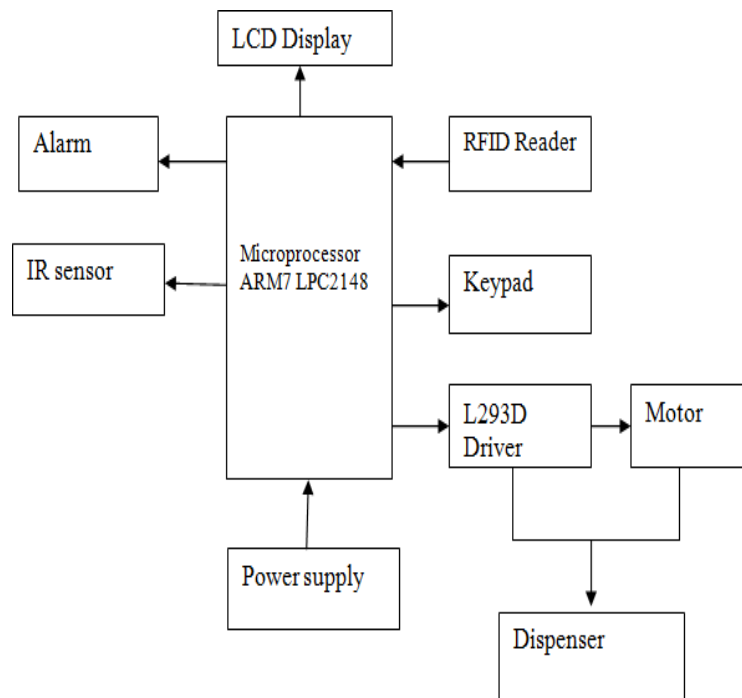 LCD Display
Alarm
RFID Reader
Microprocessor
ARM7 LPC2148
IR sensor
Keypad
L293D
Driver
Motor
Power supply
Dispenser